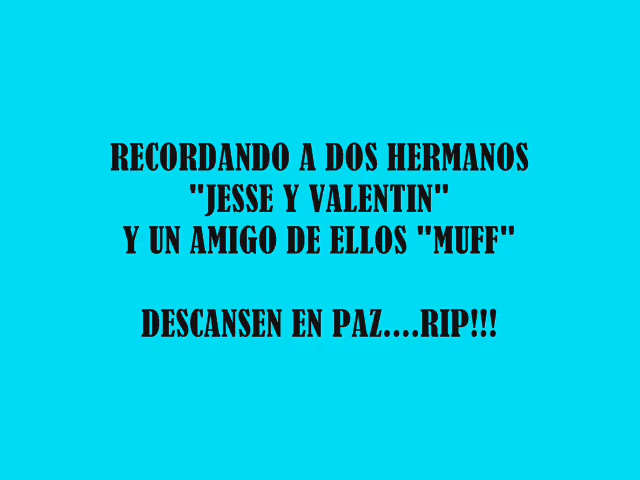 RECORDANDO A DOS HERMANOS
"JESSE Y VALENTIN"
Y UN AMIGO DE ELLOS "MUFF"
DESCANSEN EN PAZ....RIP!!!